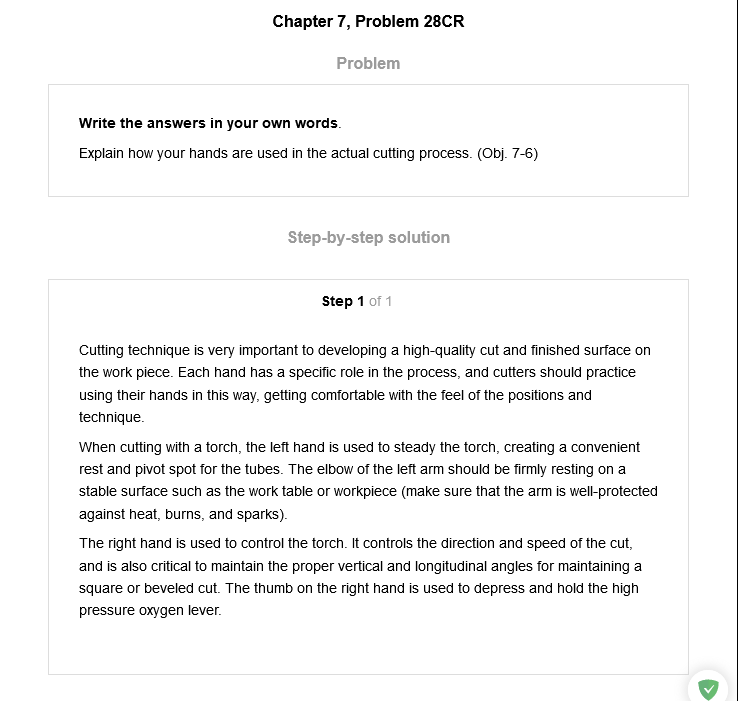 Chapter 7, Problem 28CR
Problem
Write the answers in your own words.
Explain how your hands are used in the actual cutting process. (Obj. 7-6)
Step-by-step solution
Step 1 of 1
Cutting technique is very important to developing a high-quality cut and finished surface on
the work piece. Each hand has a specific role in the process, and cutters should practice
using their hands in this way, getting comfortable with the feel of the positions and
technique.
When cutting with a torch, the left hand is used to steady the torch, creating a convenient
rest and pivot spot for the tubes. The elbow of the left arm should be firmly resting on a
stable surface such as the work table or workpiece (make sure that the arm is well-protected
against heat, burns, and sparks).
The right hand is used to control the torch. It controls the direction and speed of the cut,
and is also critical to maintain the proper vertical and longitudinal angles for maintaining a
square or beveled cut. The thumb on the right hand is used to depress and hold the high
pressure oxygen lever.